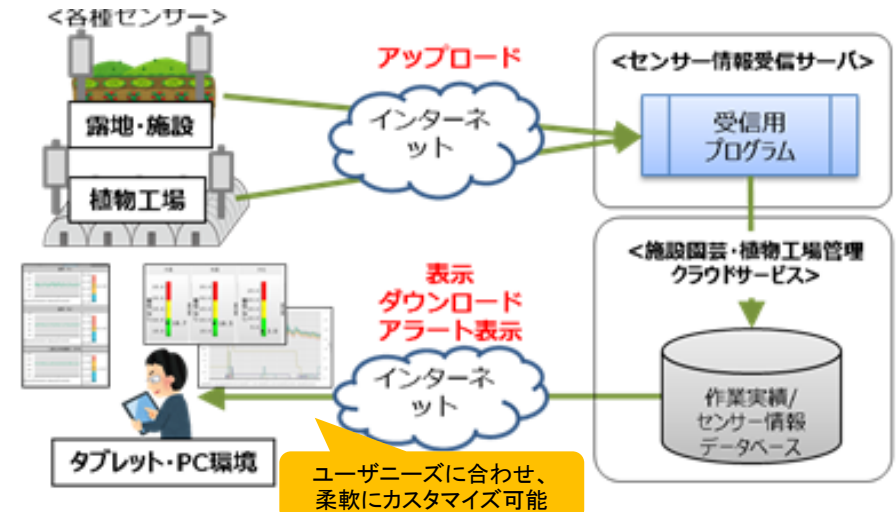 <各種センサー>
露地・施設
植物工場
アップロード
インターネ
ット
<センサー情報受信サーバ>
受信用
プログラム
<施設園芸・植物工場管理
クラウドサービス>
作業実績/
センサー情報
データベース
表示
ダウンロード
アラート表示
インターネ
ット
タブレット・PC環境
ユーザニーズに合わせ、
柔軟にカスタマイズ可能